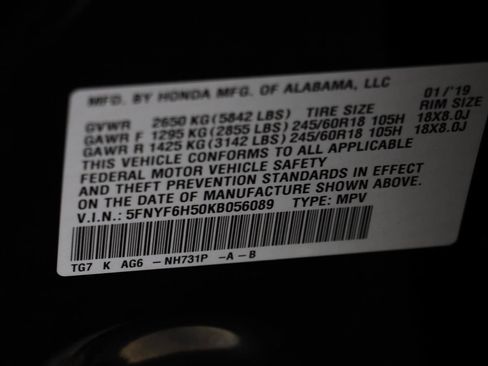 MFD. BY HONDA MFG. OF ALABAMA, LLC 01/'19
GVWR 2650 KG (5842 LBS) TIRE SIZE RIM SIZE
GAWR F 1295 KG (2855 LBS) 245/60R18 105H 18X8.0J
GAWR R 1425 KG (3142 LBS) 245/60R18 105H 18X8.0J
THIS VEHICLE CONFORMS TO ALL APPLICABLE
FEDERAL MOTOR VEHICLE SAFETY
AND THEFT PREVENTION STANDARDS IN EFFECT
ON THE DATE OF MANUFACTURE SHOWN ABOVE.
V.I.N.: 5FNYF6H50KB056089 TYPE: MPV
TG7 K AG6 -NH731P -A-B